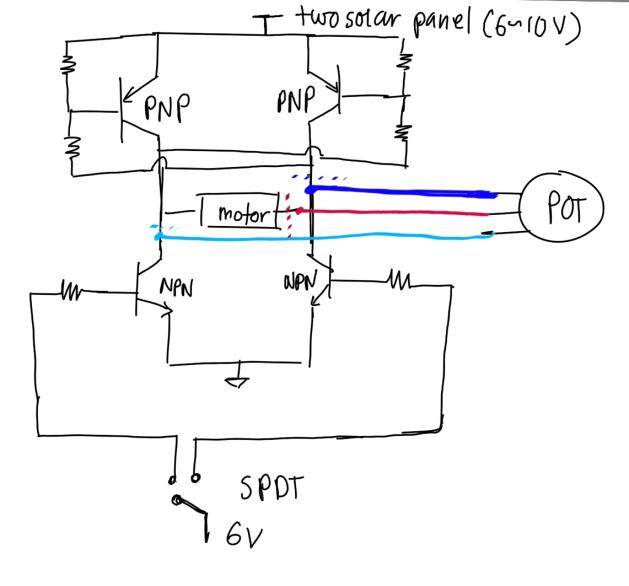 two solar panel (6~10V)
PNP
PNP
motor
POT
NPN
NPN
SPDT
6V